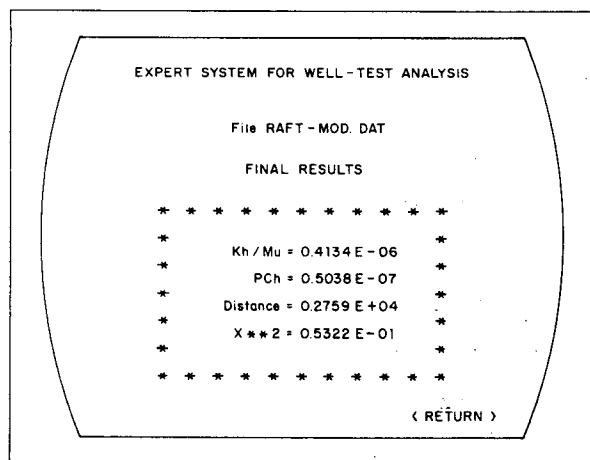 EXPERT SYSTEM FOR WELL-TEST ANALYSIS
File RAFT-MOD. DAT
FINAL RESULTS
* * * * * * * * * * *
* *
Kh / Mu = 0.4134 E - 06
* *
PCh = 0.5038 E - 07
* *
Distance = 0.2759 E + 04
* *
X * * 2 = 0.5322 E - 01
* *
* * * * * * * * * * *
< RETURN >